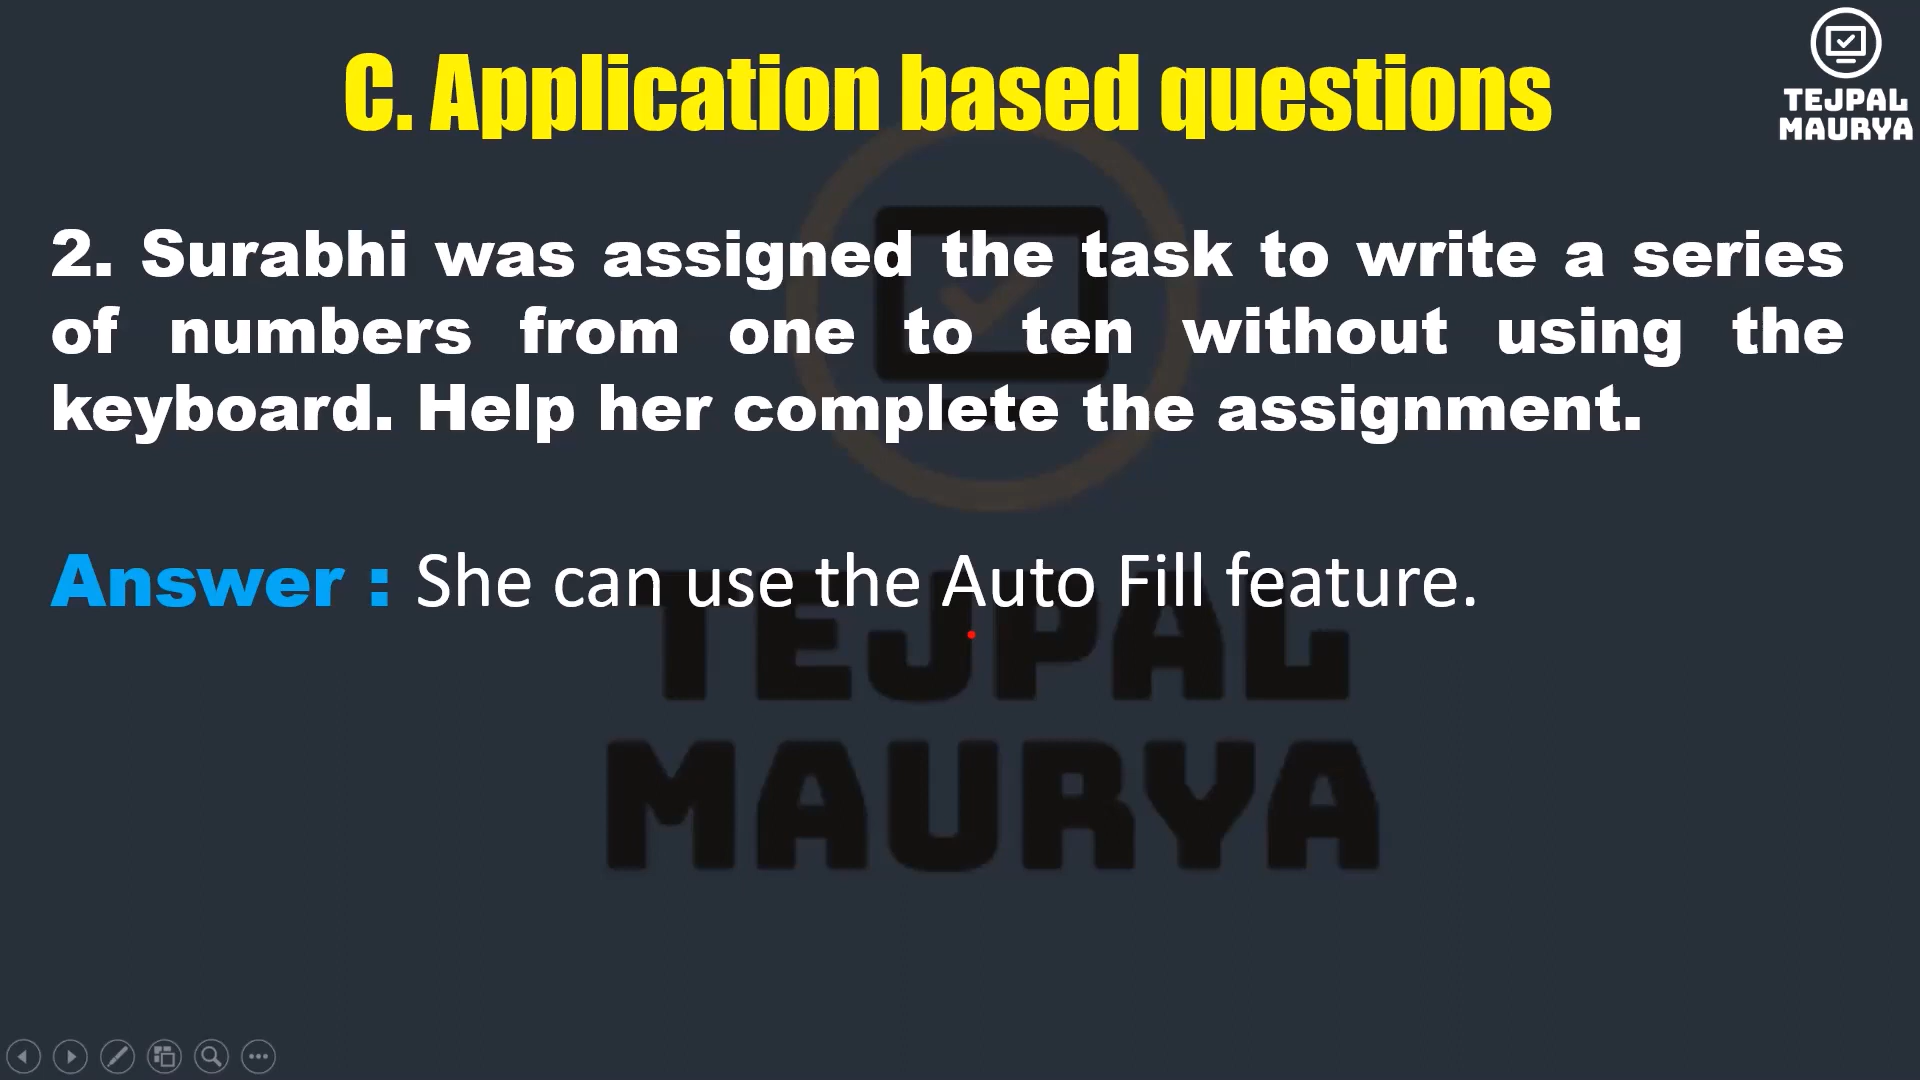 C. Application based questions
TEJPAL
MAURYA
2. Surabhi was assigned the task to write a series
of numbers from one to ten without using the
keyboard. Help her complete the assignment.
Answer : She can use the Auto Fill feature.
TEJPAL
MAURYA